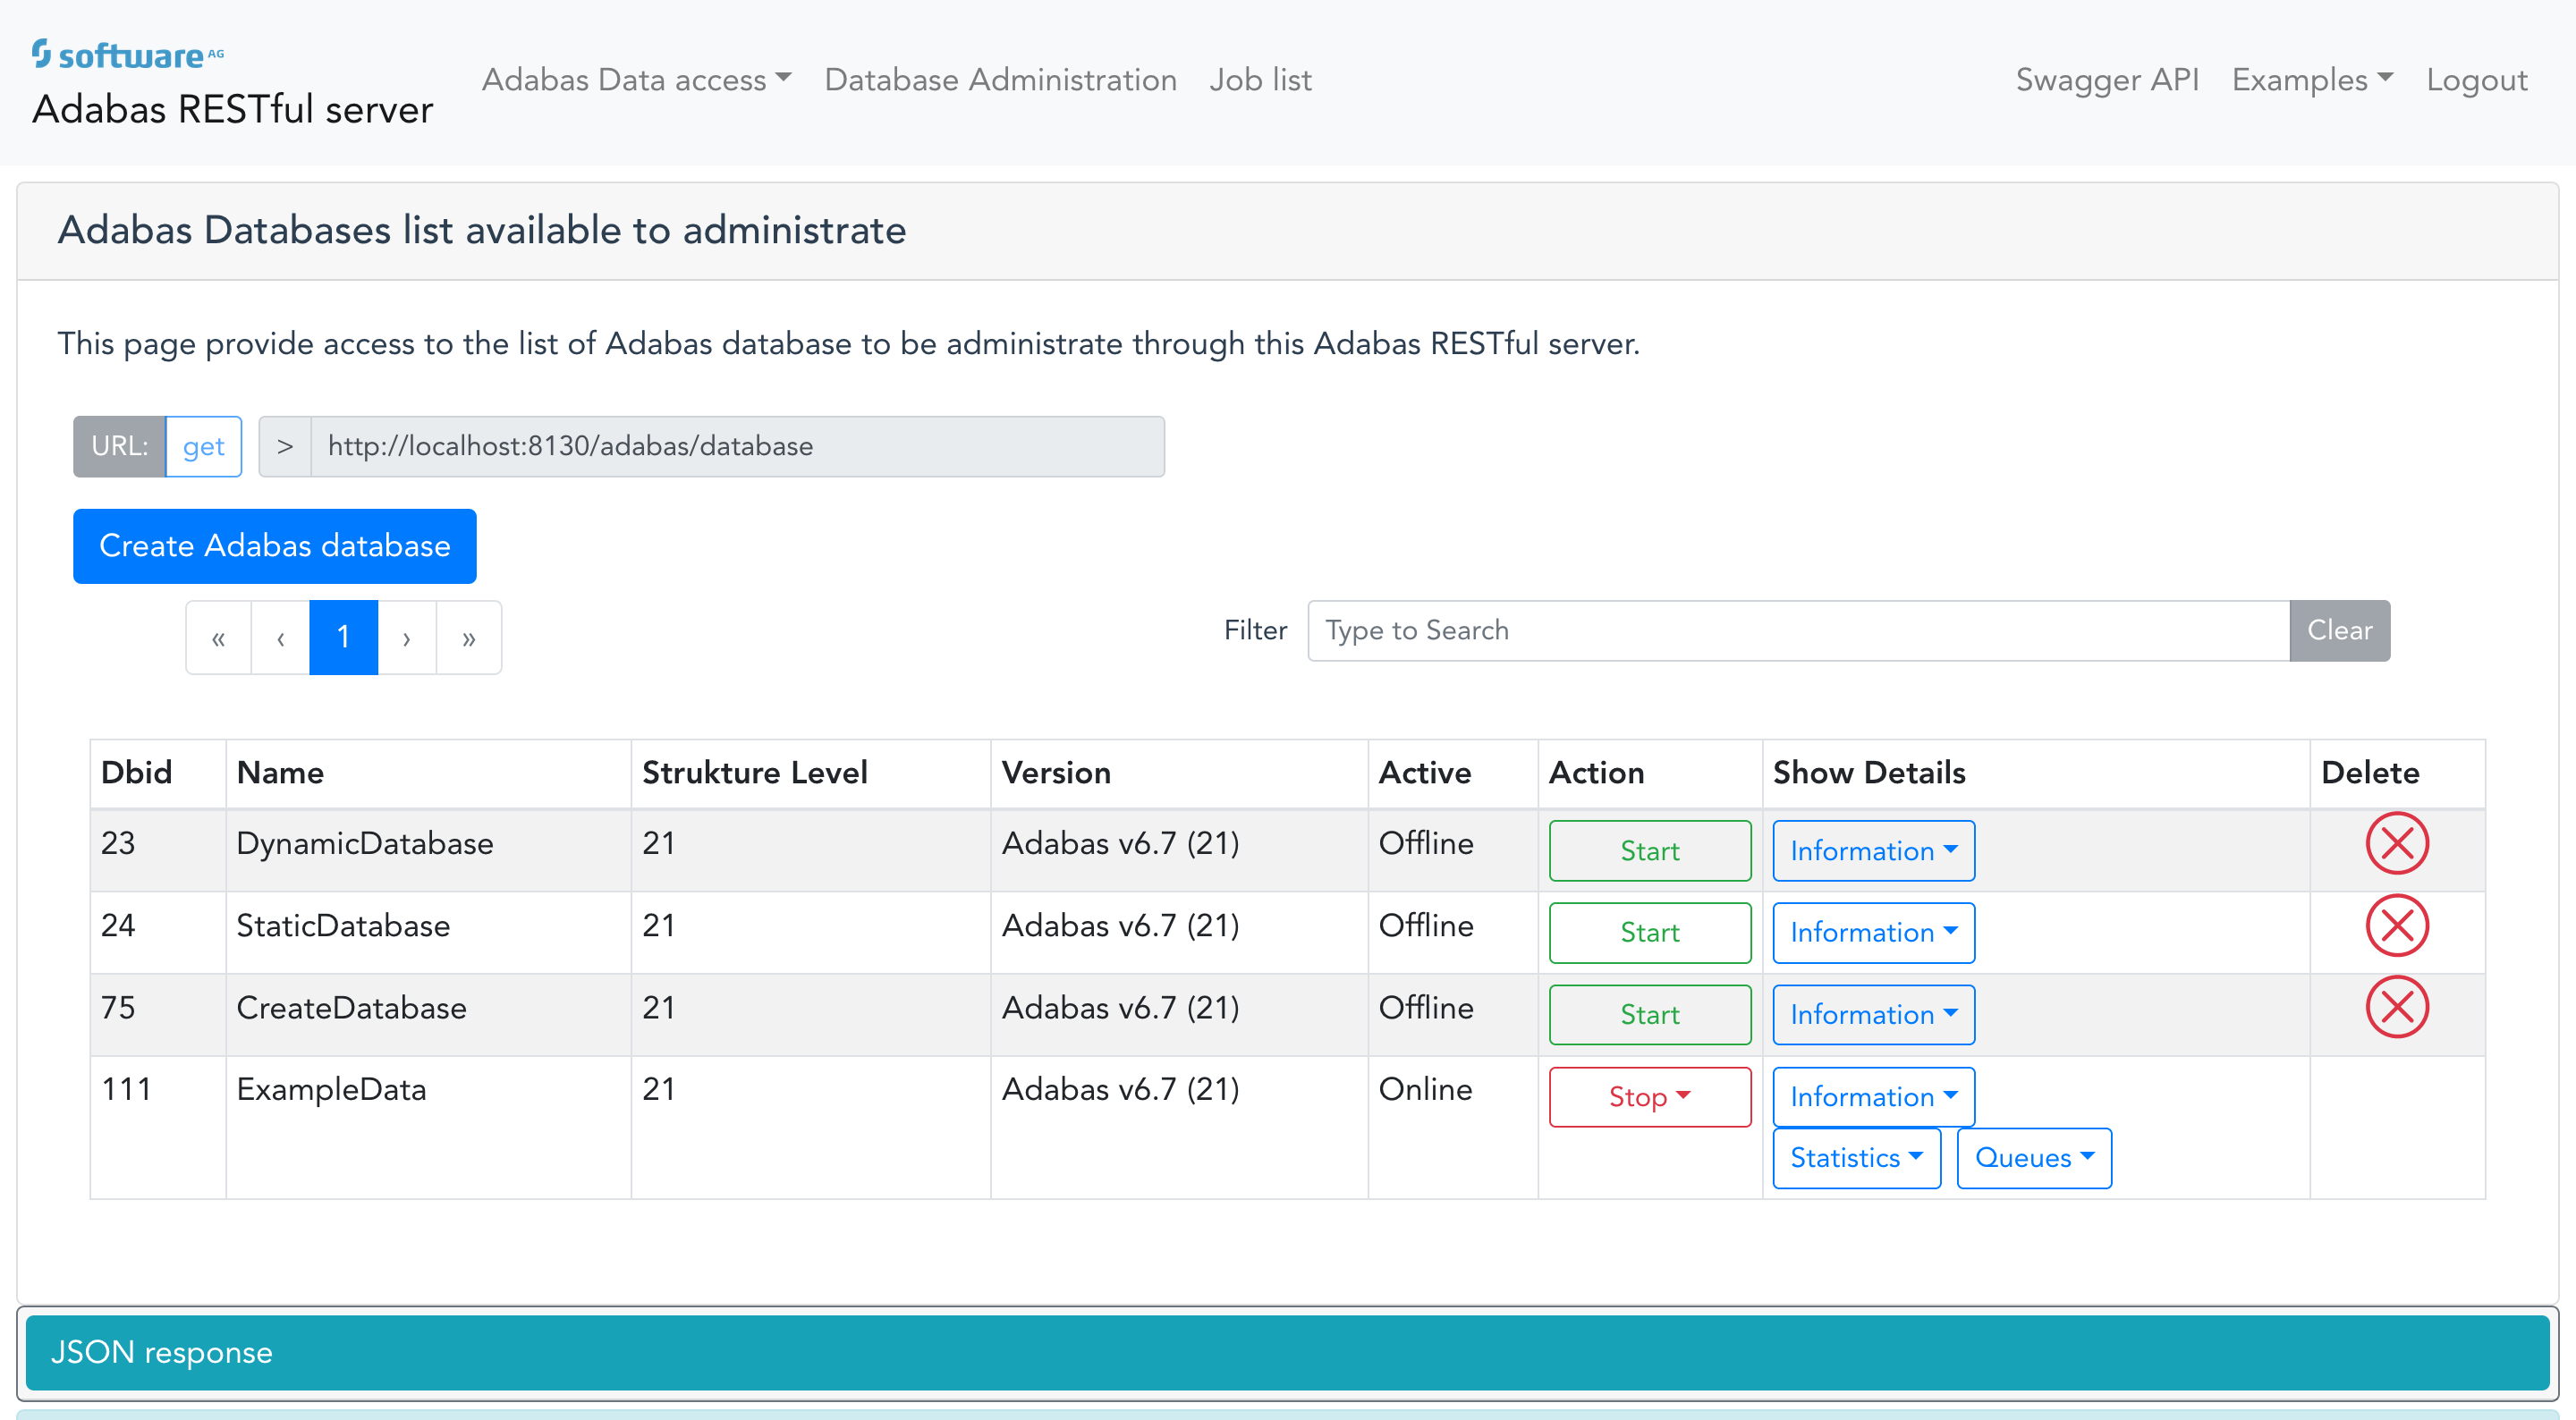 software AG
Adabas RESTful server
Adabas Data access Database Administration Job list Swagger API Examples Logout
Adabas Databases list available to administrate
This page provide access to the list of Adabas database to be administrate through this Adabas RESTful server.
URL: get > http://localhost:8130/adabas/database
Create Adabas database
« ‹ 1 › » Filter Type to Search Clear
Dbid Name Strukture Level Version Active Action Show Details Delete
23 DynamicDatabase 21 Adabas v6.7 (21) Offline Start Information
24 StaticDatabase 21 Adabas v6.7 (21) Offline Start Information
75 CreateDatabase 21 Adabas v6.7 (21) Offline Start Information
111 ExampleData 21 Adabas v6.7 (21) Online Stop Information
Statistics Queues
JSON response